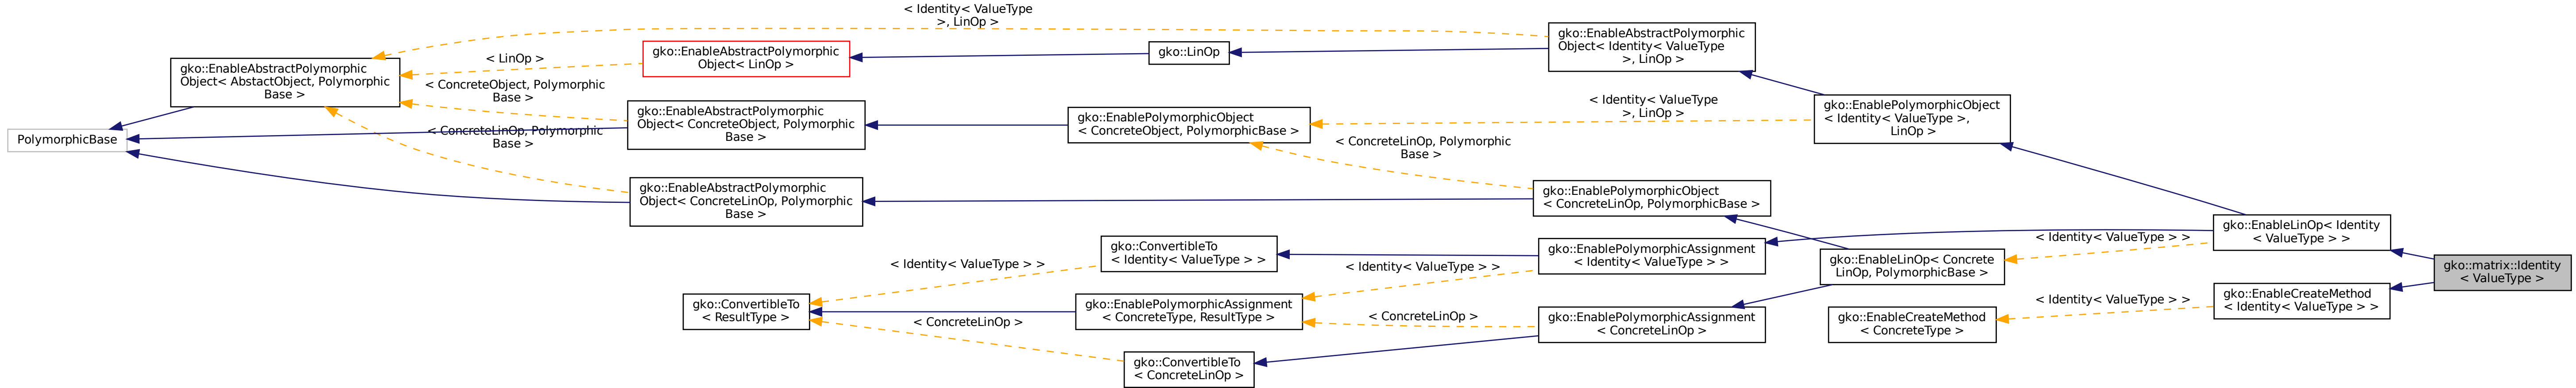 < Identity< ValueType
>, LinOp >
gko::EnableAbstractPolymorphic
Object< Identity< ValueType
>, LinOp >
gko::EnableAbstractPolymorphic
Object< LinOp >
gko::LinOp
< LinOp >
gko::EnableAbstractPolymorphic
Object< AbstactObject, Polymorphic
Base >
< ConcreteObject, Polymorphic
Base >
gko::EnableAbstractPolymorphic
Object< ConcreteObject, Polymorphic
Base >
gko::EnablePolymorphicObject
< ConcreteObject, PolymorphicBase >
< Identity< ValueType
>, LinOp >
gko::EnablePolymorphicObject
< Identity< ValueType >,
LinOp >
PolymorphicBase
< ConcreteLinOp, Polymorphic
Base >
< ConcreteLinOp, Polymorphic
Base >
gko::EnableAbstractPolymorphic
Object< ConcreteLinOp, Polymorphic
Base >
gko::EnablePolymorphicObject
< ConcreteLinOp, PolymorphicBase >
gko::EnableLinOp< Identity
< ValueType > >
< Identity< ValueType > >
gko::ConvertibleTo
< Identity< ValueType > >
gko::EnablePolymorphicAssignment
< Identity< ValueType > >
gko::EnableLinOp< Concrete
LinOp, PolymorphicBase >
gko::matrix::Identity
< ValueType >
< Identity< ValueType > >
< Identity< ValueType > >
gko::ConvertibleTo
< ResultType >
gko::EnablePolymorphicAssignment
< ConcreteType, ResultType >
< ConcreteLinOp >
< ConcreteLinOp >
gko::EnablePolymorphicAssignment
< ConcreteLinOp >
gko::EnableCreateMethod
< ConcreteType >
< Identity< ValueType > >
gko::EnableCreateMethod
< Identity< ValueType > >
gko::ConvertibleTo
< ConcreteLinOp >